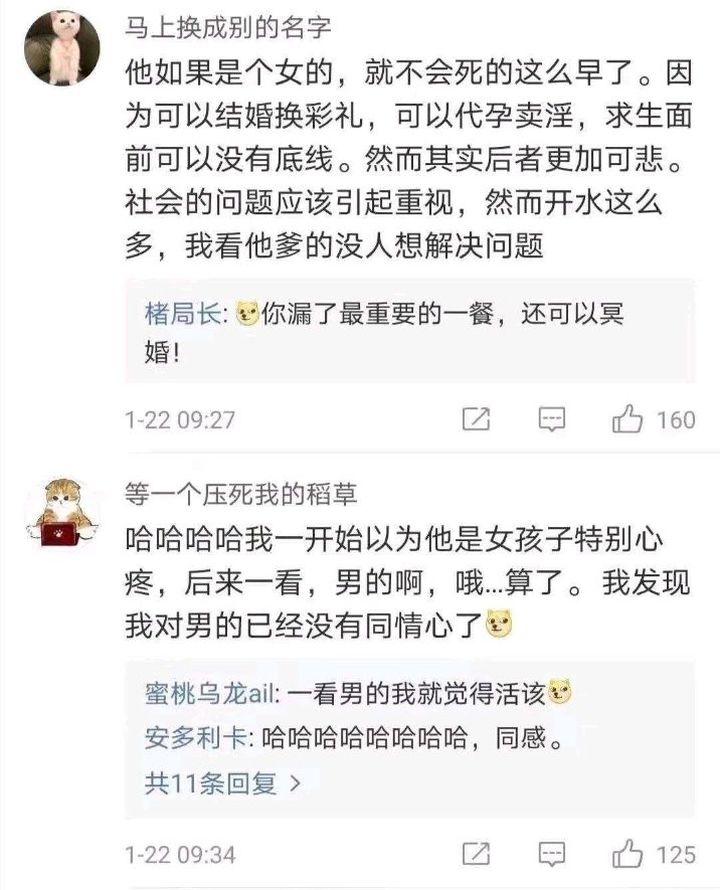 马上换成别的名字
他如果是个女的，就不会死的这么早了。因
为可以结婚换彩礼，可以代孕卖淫，求生面
前可以没有底线。然而其实后者更加可悲。
社会的问题应该引起重视，然而开水这么
多，我看他爹的没人想解决问题
楮局长: 你漏了最重要的一餐，还可以冥
婚！
1-22 09:27
160
等一个压死我的稻草
哈哈哈哈我一开始以为他是女孩子特别心
疼，后来一看，男的啊，哦...算了。我发现
我对男的已经没有同情心了
蜜桃乌龙ail: 一看男的我就觉得活该
安多利卡: 哈哈哈哈哈哈哈哈，同感。
共11条回复 >
1-22 09:34
125